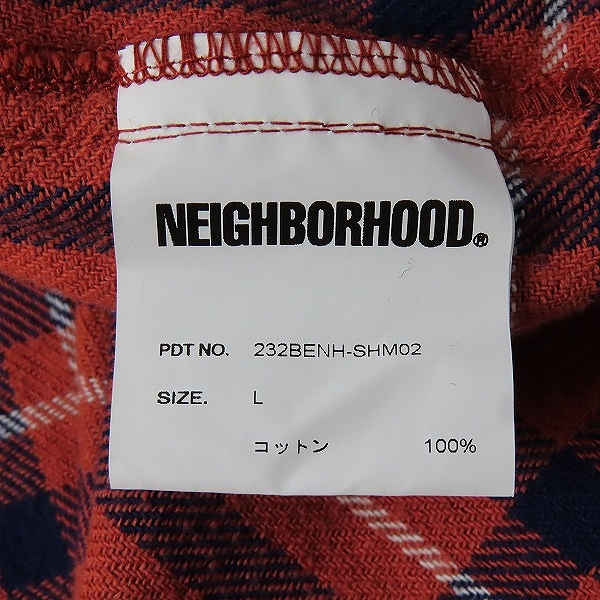 NEIGHBORHOOD®
PDT NO. 232BENH-SHM02
SIZE. L
コットン 100%